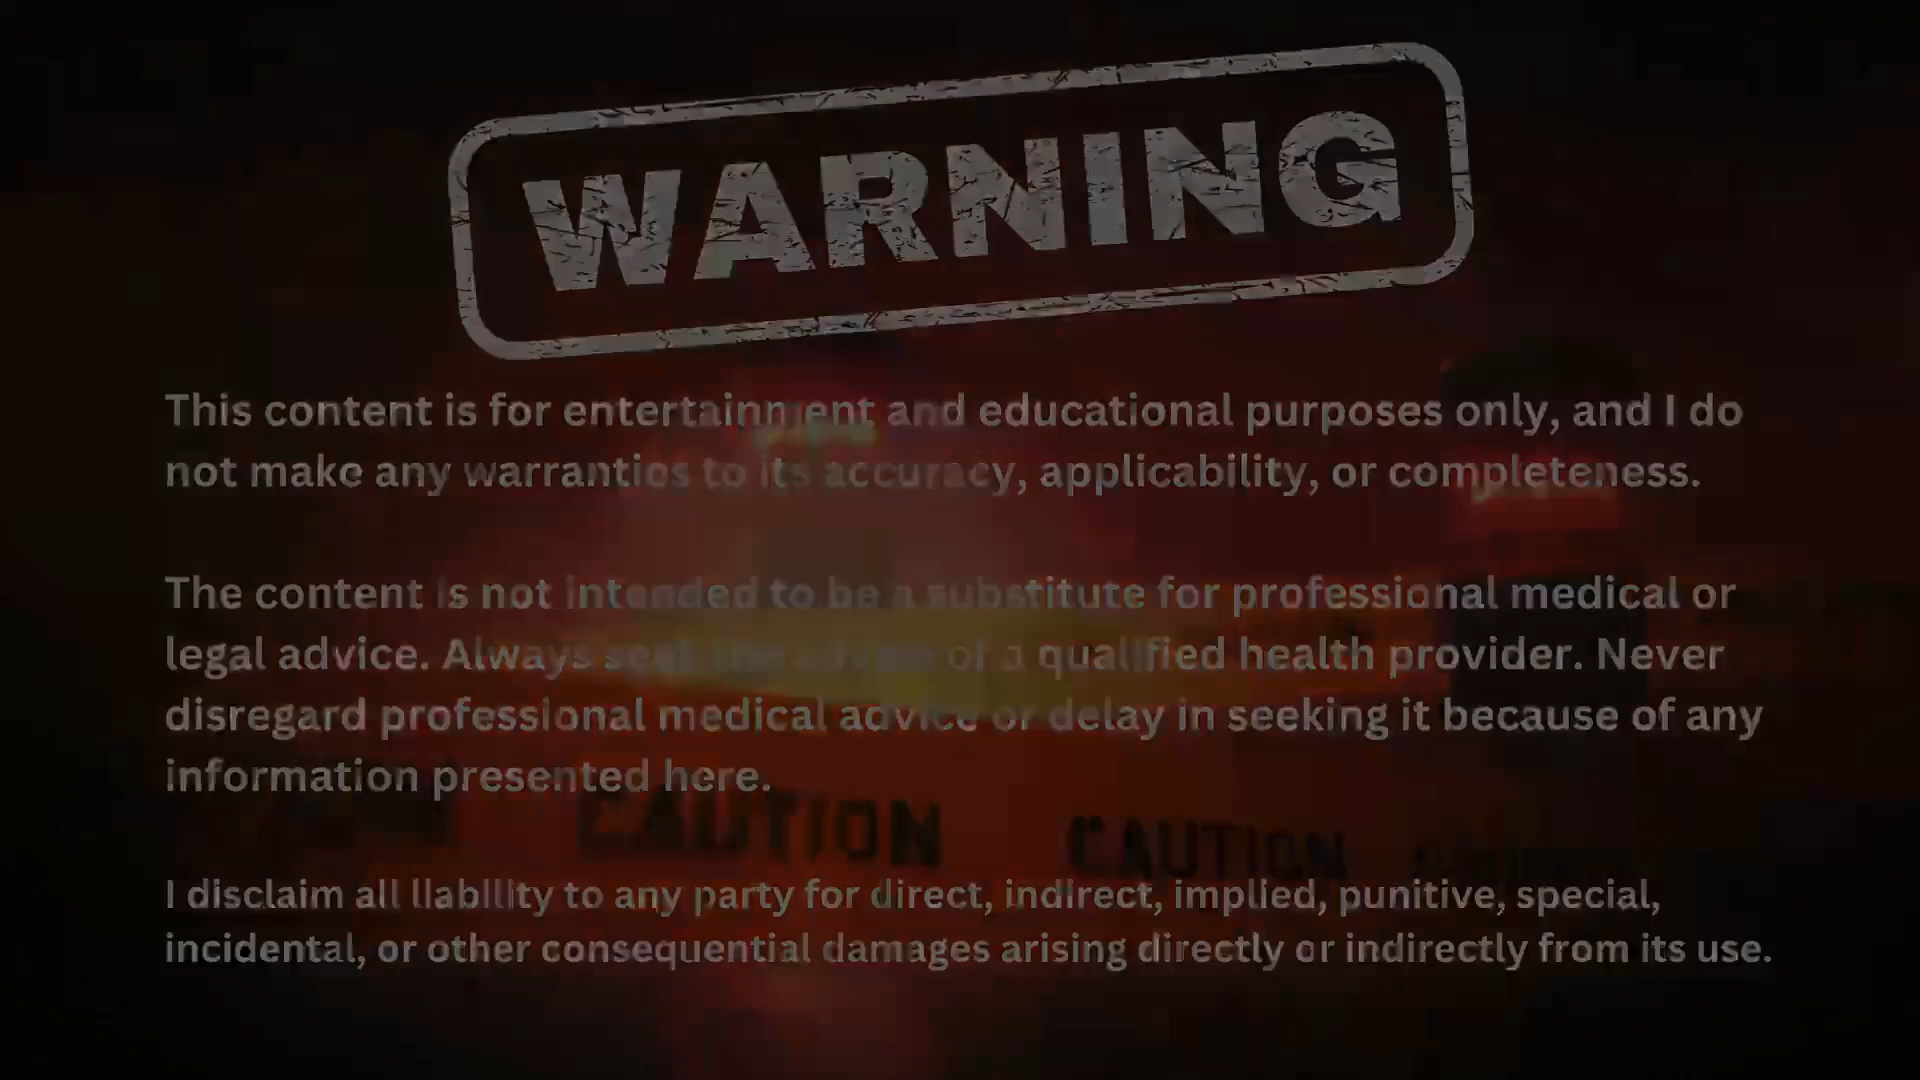 WARNING
This content is for entertainment and educational purposes only, and I do
not make any warranties to its accuracy, applicability, or completeness.
The content is not intended to be a substitute for professional medical or
legal advice. Always seek the advice of a qualified health provider. Never
disregard professional medical advice or delay in seeking it because of any
information presented here.
CAUTION CAUTION
I disclaim all liability to any party for direct, indirect, implied, punitive, special,
incidental, or other consequential damages arising directly or indirectly from its use.